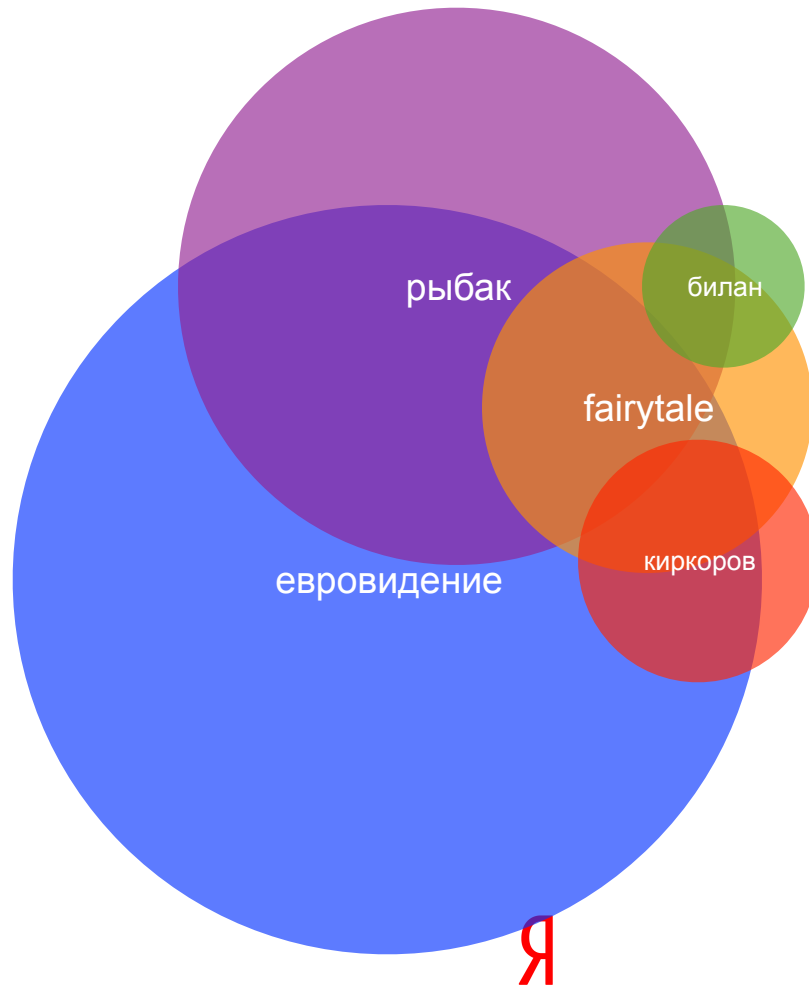 рыбак
билан
fairytale
киркоров
евровидение
Я